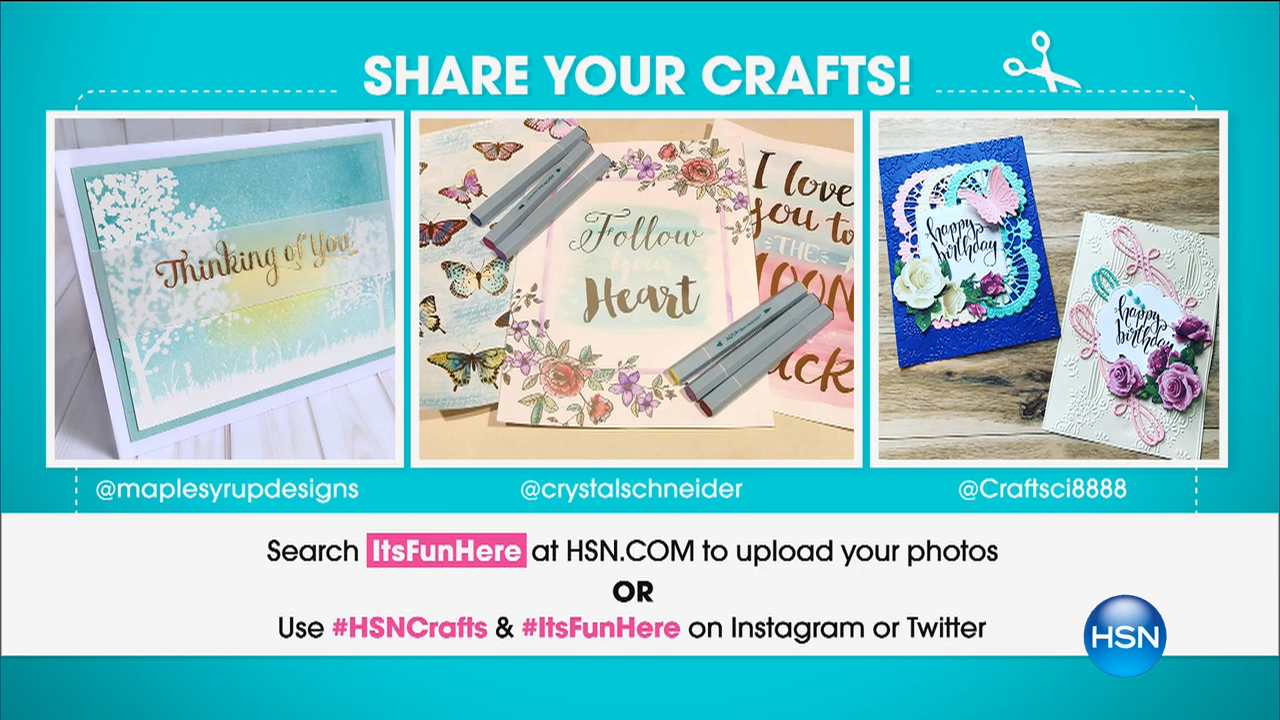 SHARE YOUR CRAFTS!
Thinking of You
Follow
Your
Heart
I love
you to
THE
MOON
happy
birthday
happy
birthday
@maplesyrupdesigns
@crystalschneider
@Craftsci8888
Search ItsFunHere at HSN.COM to upload your photos
OR
Use #HSNCrafts & #ItsFunHere on Instagram or Twitter
HSN